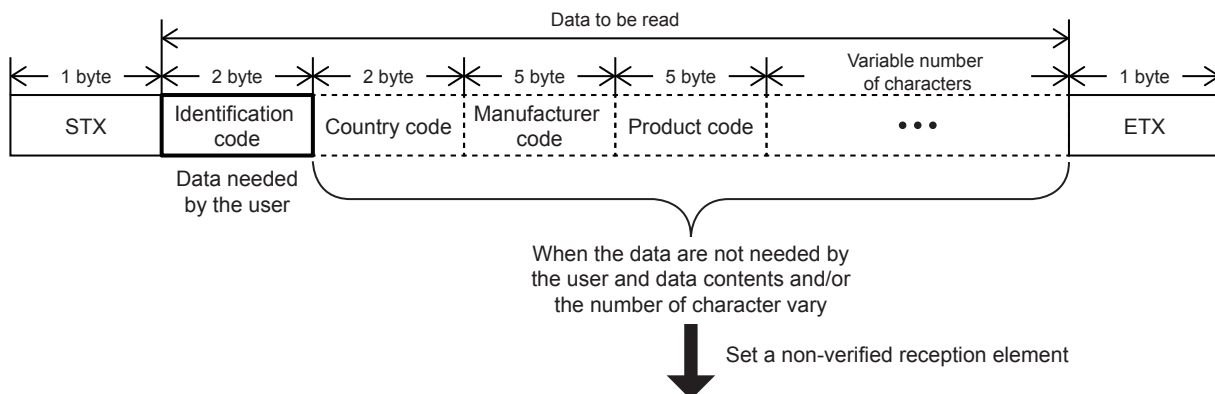 Data to be read
1 byte
2 byte
2 byte
5 byte
5 byte
Variable number
of characters
1 byte
STX
Identification
code
Country code
Manufacturer
code
Product code
•••
ETX
Data needed
by the user
When the data are not needed by
the user and data contents and/or
the number of character vary
Set a non-verified reception element